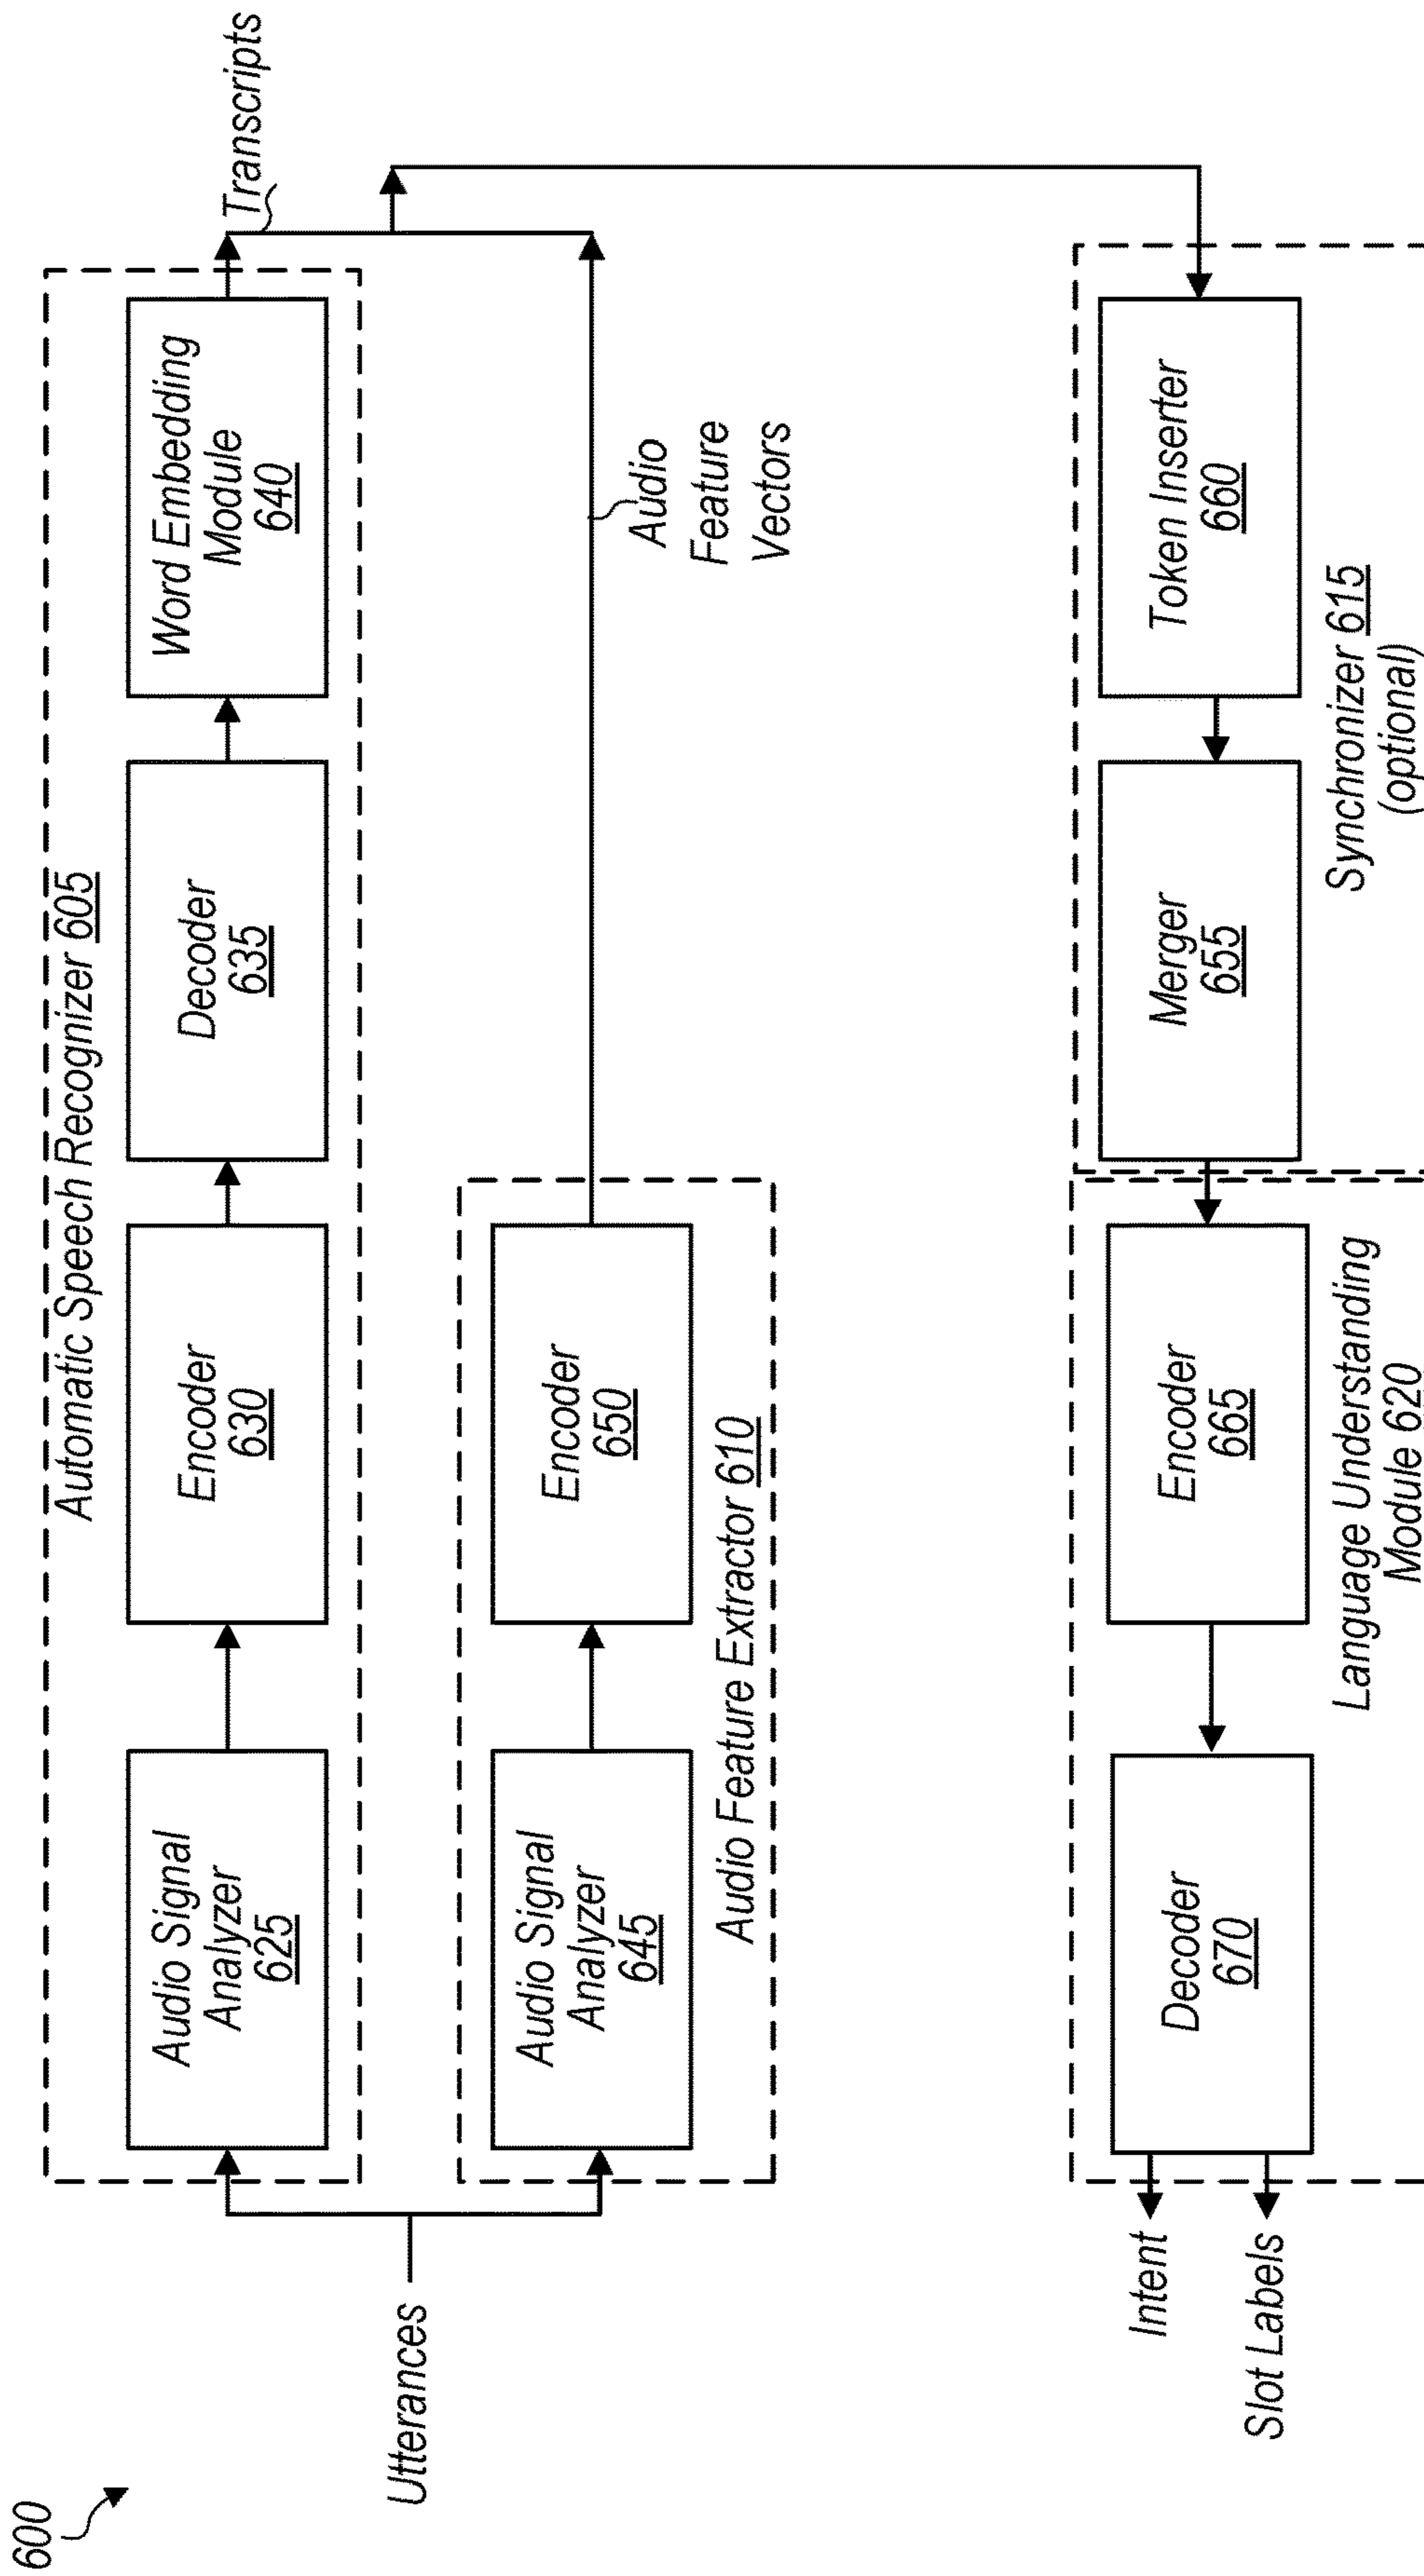 600
Utterances
Automatic Speech Recognizer 605
Audio Signal
Analyzer
625
Encoder
630
Decoder
635
Word Embedding
Module
640
Transcripts
Audio Signal
Analyzer
645
Encoder
650
Audio Feature Extractor 610
Audio
Feature
Vectors
Intent
Slot Labels
Decoder
670
Encoder
665
Language Understanding
Module 620
Merger
655
Token Inserter
660
Synchronizer 615
(optional)